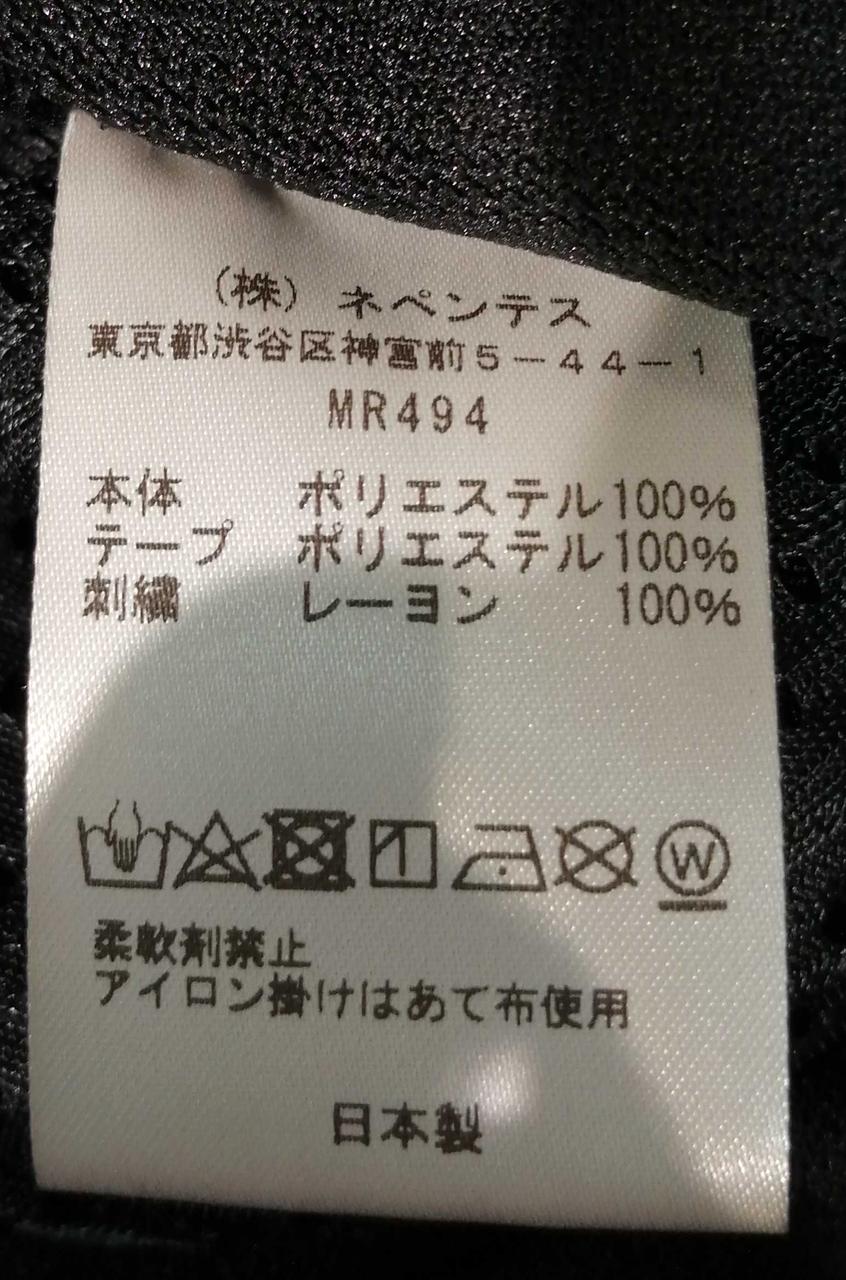 （株）ネペンテス
東京都渋谷区神宮前５－４４－１
MR494
本体 ポリエステル100%
テープ ポリエステル100%
刺繍 レーヨン 100%
W
柔軟剤禁止
アイロン掛けはあて布使用
日本製